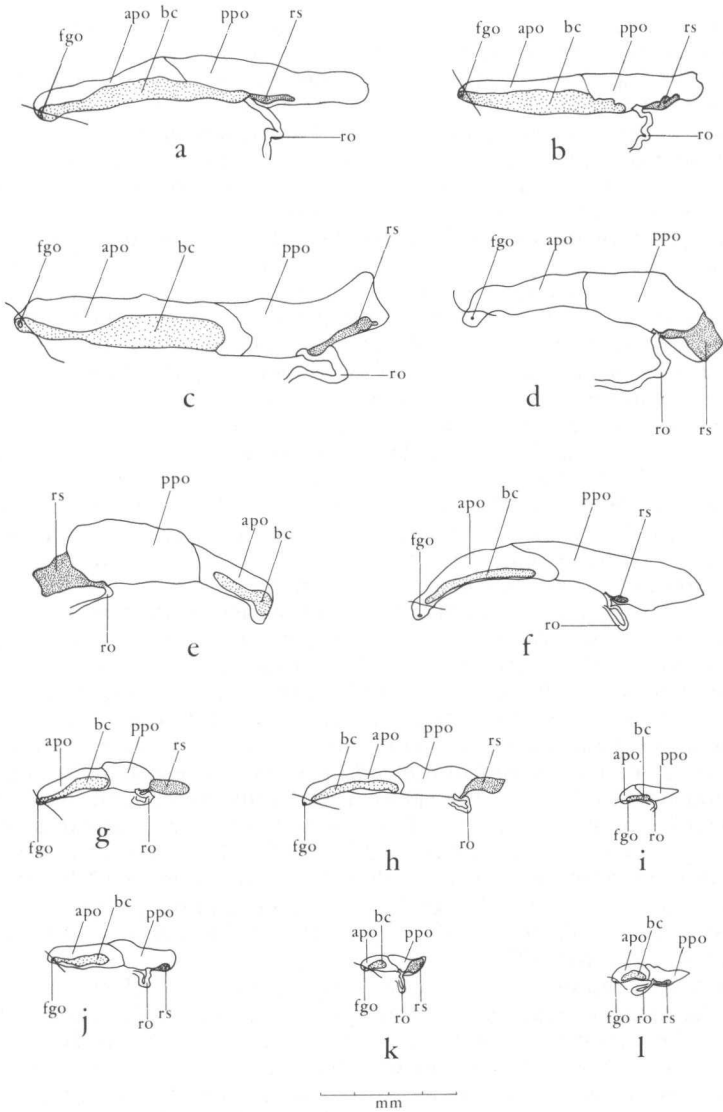 fgo apo bc ppo rs
ro
a
fgo apo bc ppo rs
ro
b
fgo apo bc ppo rs
ro
c
fgo apo ppo
ro rs
d
rs ppo apo bc
ro
e
fgo apo bc ppo rs
ro
f
apo bc ppo rs
fgo ro
g
bc apo ppo rs
fgo ro
h
apo bc ppo
fgo ro
i
apo bc ppo
fgo ro rs
j
apo bc ppo
fgo ro rs
k
apo bc ppo
fgo ro rs
l
mm